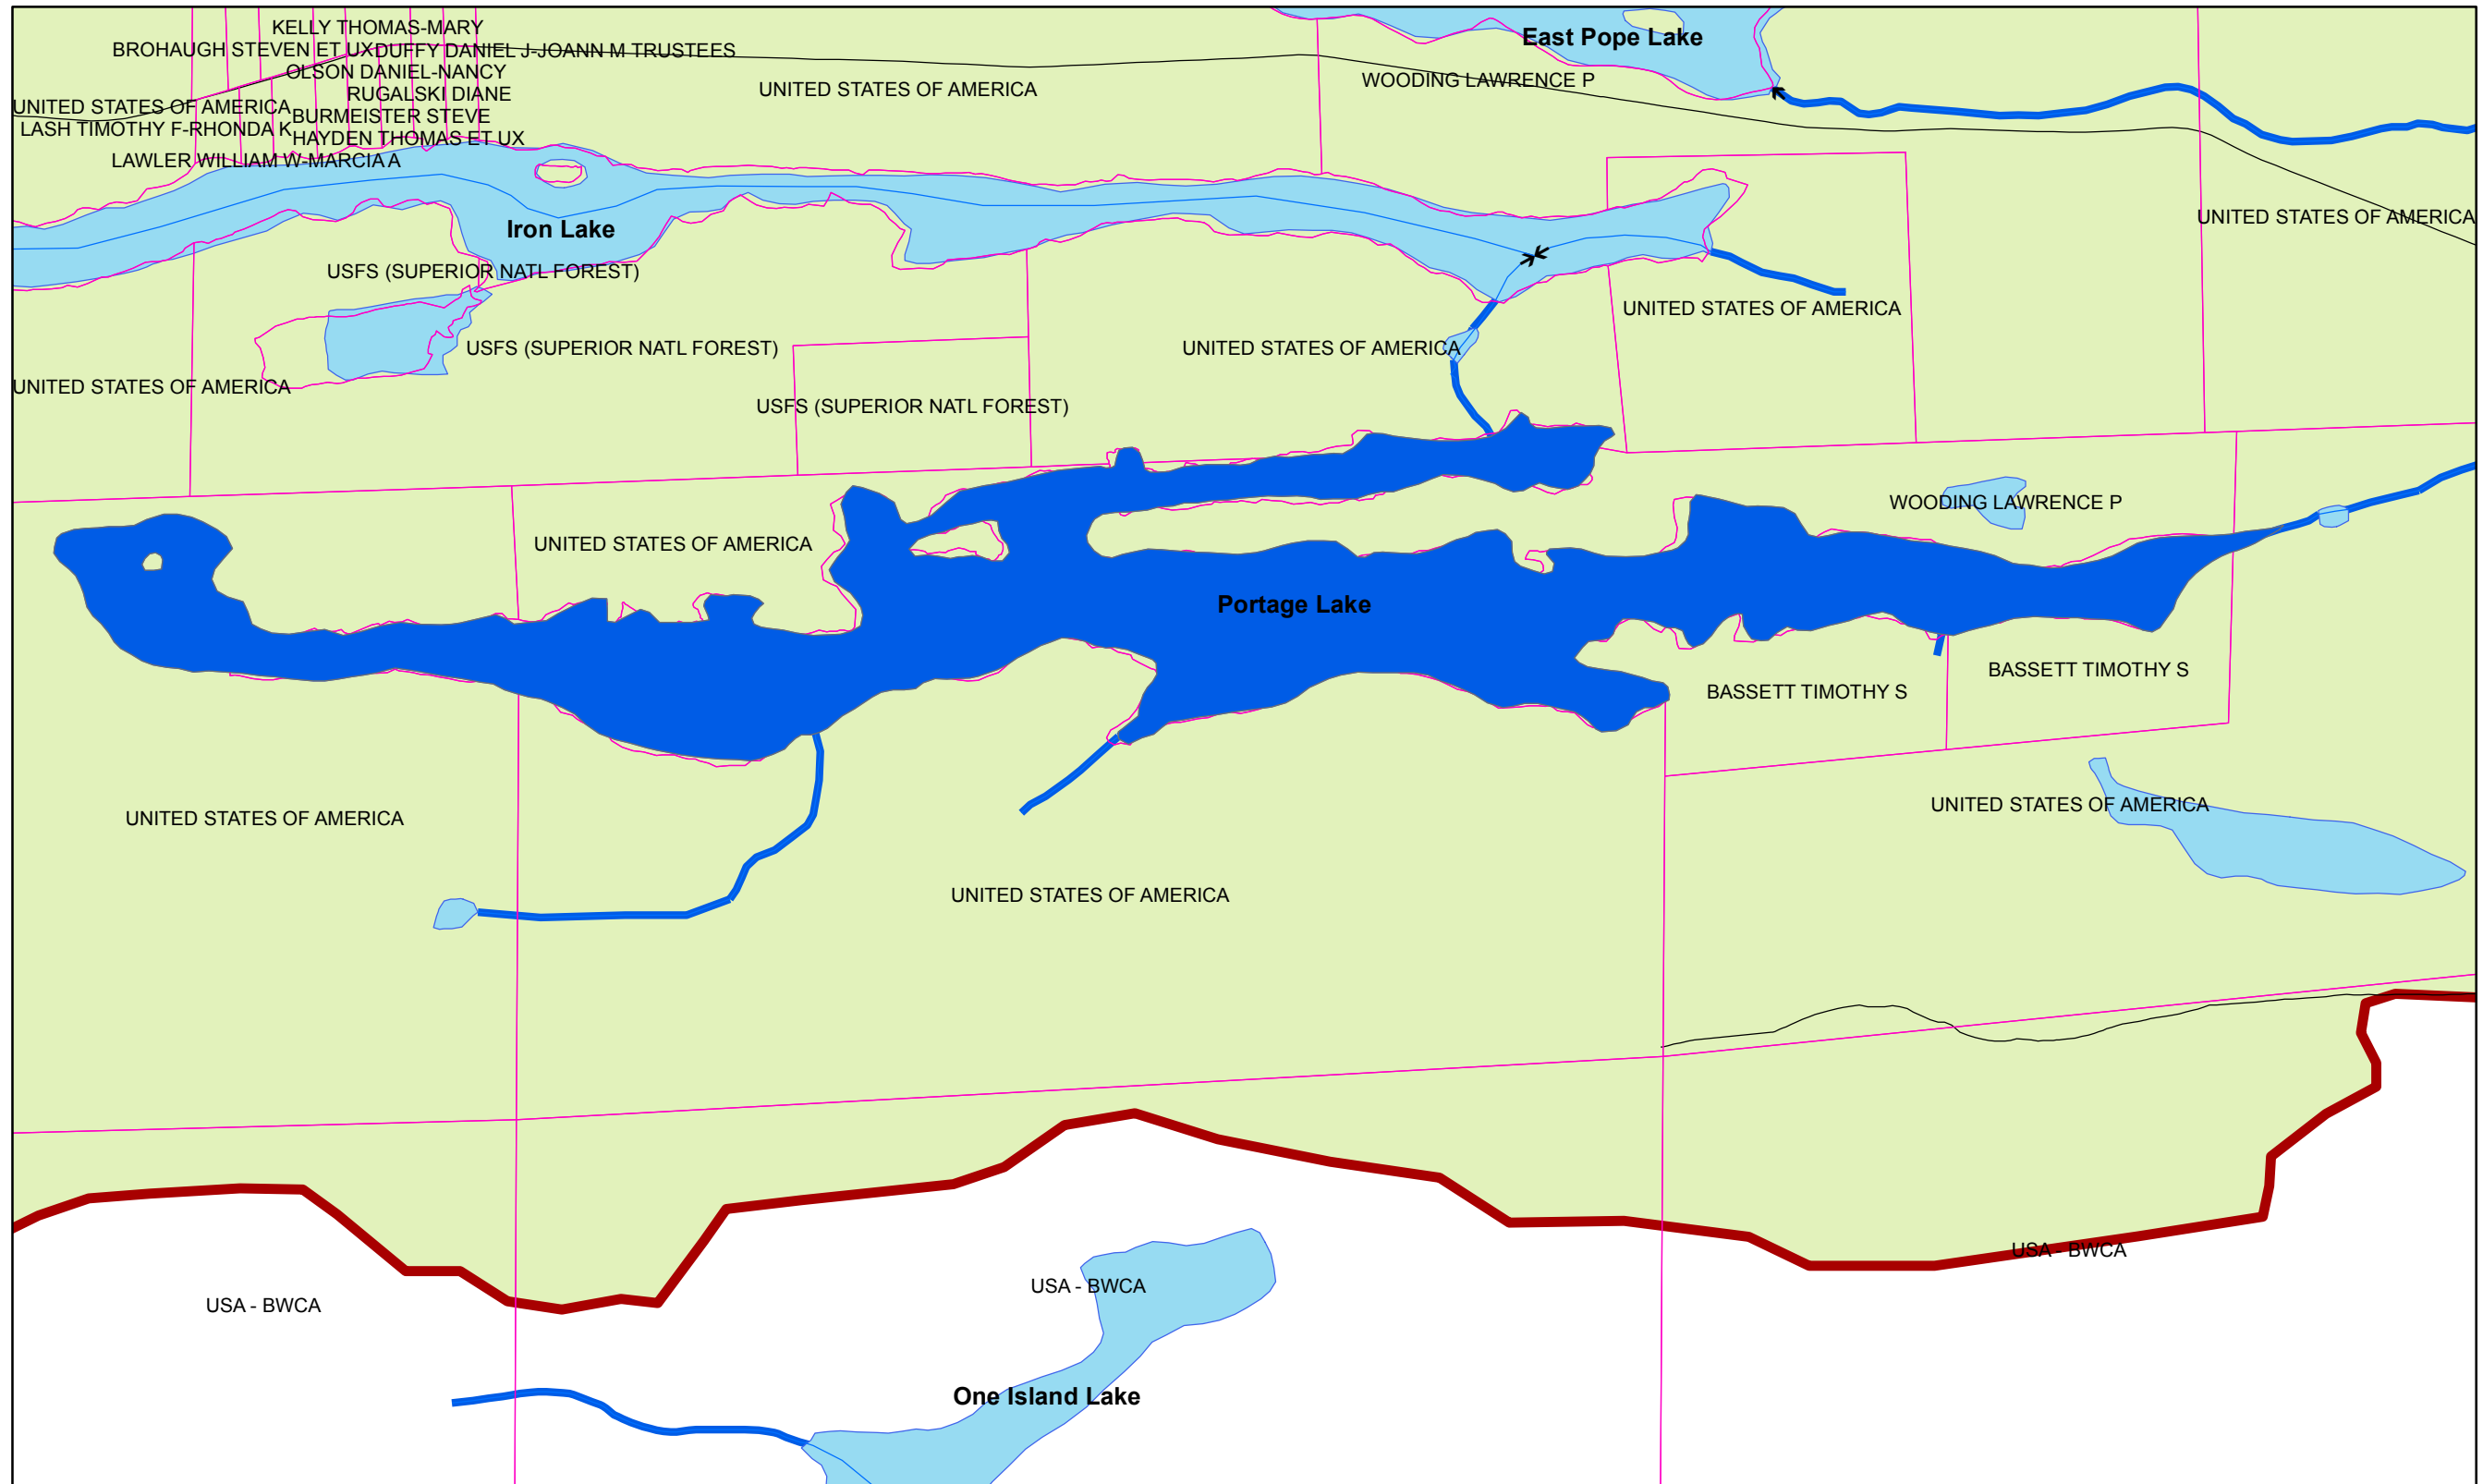 KELLY THOMAS-MARY
East Pope Lake
BROHAUGH STEVEN ET UX
DUFFY DANIEL J-JOANN M TRUSTEES
OLSON DANIEL-NANCY
WOODING LAWRENCE P
UNITED STATES OF AMERICA
RUGALSKI DIANE
UNITED STATES OF AMERICA
BURMEISTER STEVE
LASH TIMOTHY F-RHONDA K
HAYDEN THOMAS ET UX
LAWLER WILLIAM W-MARCIA A
UNITED STATES OF AMERICA
Iron Lake
USFS (SUPERIOR NATL FOREST)
UNITED STATES OF AMERICA
USFS (SUPERIOR NATL FOREST)
UNITED STATES OF AMERICA
UNITED STATES OF AMERICA
USFS (SUPERIOR NATL FOREST)
WOODING LAWRENCE P
UNITED STATES OF AMERICA
Portage Lake
BASSETT TIMOTHY S
BASSETT TIMOTHY S
UNITED STATES OF AMERICA
UNITED STATES OF AMERICA
UNITED STATES OF AMERICA
USA - BWCA
USA - BWCA
USA - BWCA
One Island Lake